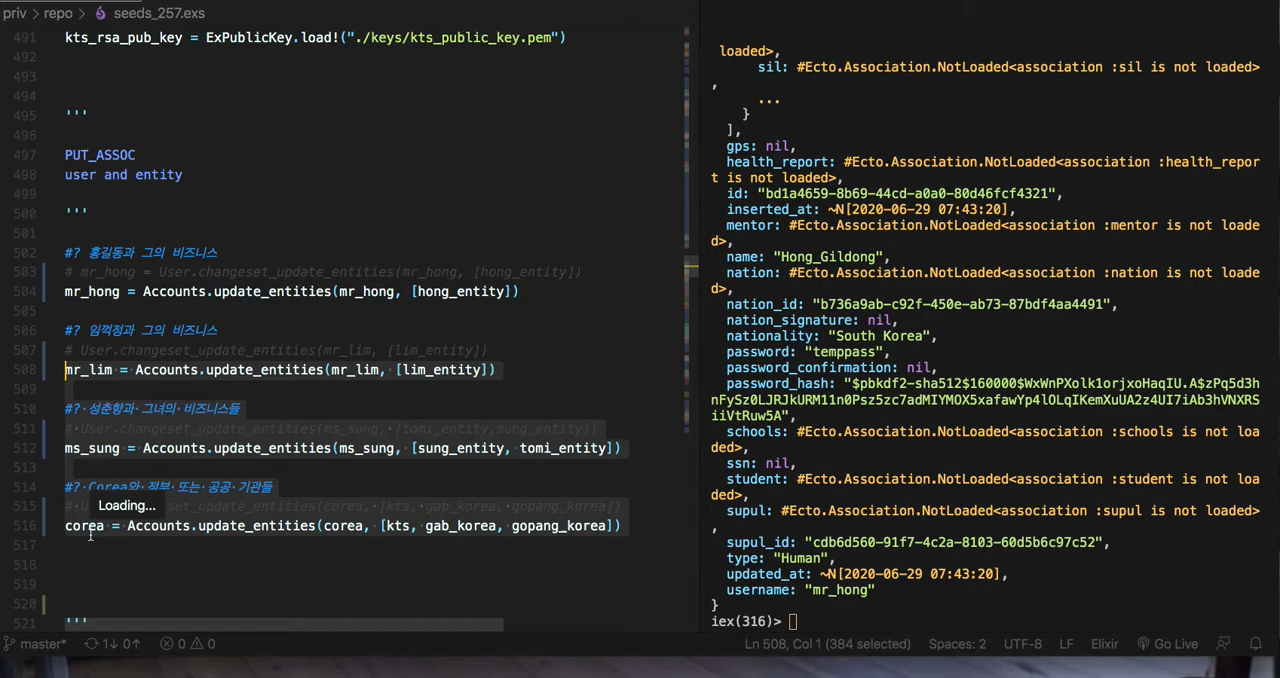 priv > repo > seeds_257.exs
491 kts_rsa_pub_key = ExPublicKey.load!("./keys/kts_public_key.pem")
492
493
494
495 '''
496
497 PUT_ASSOC
498 user and entity
499
500 '''
501
502 #? 홍길동과 그의 비즈니스
503 # mr_hong = User.changeset_update_entities(mr_hong, [hong_entity])
504 mr_hong = Accounts.update_entities(mr_hong, [hong_entity])
505
506 #? 임꺽정과 그의 비즈니스
507 # User.changeset_update_entities(mr_lim, [lim_entity])
508 mr_lim = Accounts.update_entities(mr_lim, [lim_entity])
509
510 #? 성춘향과 그녀의 비즈니스들
511 # User.changeset_update_entities(ms_sung, [tomi_entity,sung_entity])
512 ms_sung = Accounts.update_entities(ms_sung, [sung_entity, tomi_entity])
513
514 #? Corea와 정부 또는 공공 기관들
Loading...
515 # U set_update_entities(corea, [kts, gab_korea, gopang_korea])
516 corea = Accounts.update_entities(corea, [kts, gab_korea, gopang_korea])
517
518
519
520
521 '''
loaded>,
sil: #Ecto.Association.NotLoaded<association :sil is not loaded>
,
...
}
],
gps: nil,
health_report: #Ecto.Association.NotLoaded<association :health_repor
t is not loaded>,
id: "bd1a4659-8b69-44cd-a0a0-80d46fcf4321",
inserted_at: ~N[2020-06-29 07:43:20],
mentor: #Ecto.Association.NotLoaded<association :mentor is not loade
d>,
name: "Hong_Gildong",
nation: #Ecto.Association.NotLoaded<association :nation is not loade
d>,
nation_id: "b736a9ab-c92f-450e-ab73-87bdf4aa4491",
nation_signature: nil,
nationality: "South Korea",
password: "temppass",
password_confirmation: nil,
password_hash: "$pbkdf2-sha512$160000$WxWnPXolk1orjxoHaqIU.A$zPq5d3h
nFySz0LJRJkURM11n0Psz5zc7adMIYMOX5xafawYp4lOLqIKemXuUA2z4UI7iAb3hVNXRS
iiVtRuw5A",
schools: #Ecto.Association.NotLoaded<association :schools is not loa
ded>,
ssn: nil,
student: #Ecto.Association.NotLoaded<association :student is not loa
ded>,
supul: #Ecto.Association.NotLoaded<association :supul is not loaded>
,
supul_id: "cdb6d560-91f7-4c2a-8103-60d5b6c97c52",
type: "Human",
updated_at: ~N[2020-06-29 07:43:20],
username: "mr_hong"
}
iex(316)>
master* 1↓ 0↑ 0 0 Ln 508, Col 1 (384 selected) Spaces: 2 UTF-8 LF Elixir Go Live